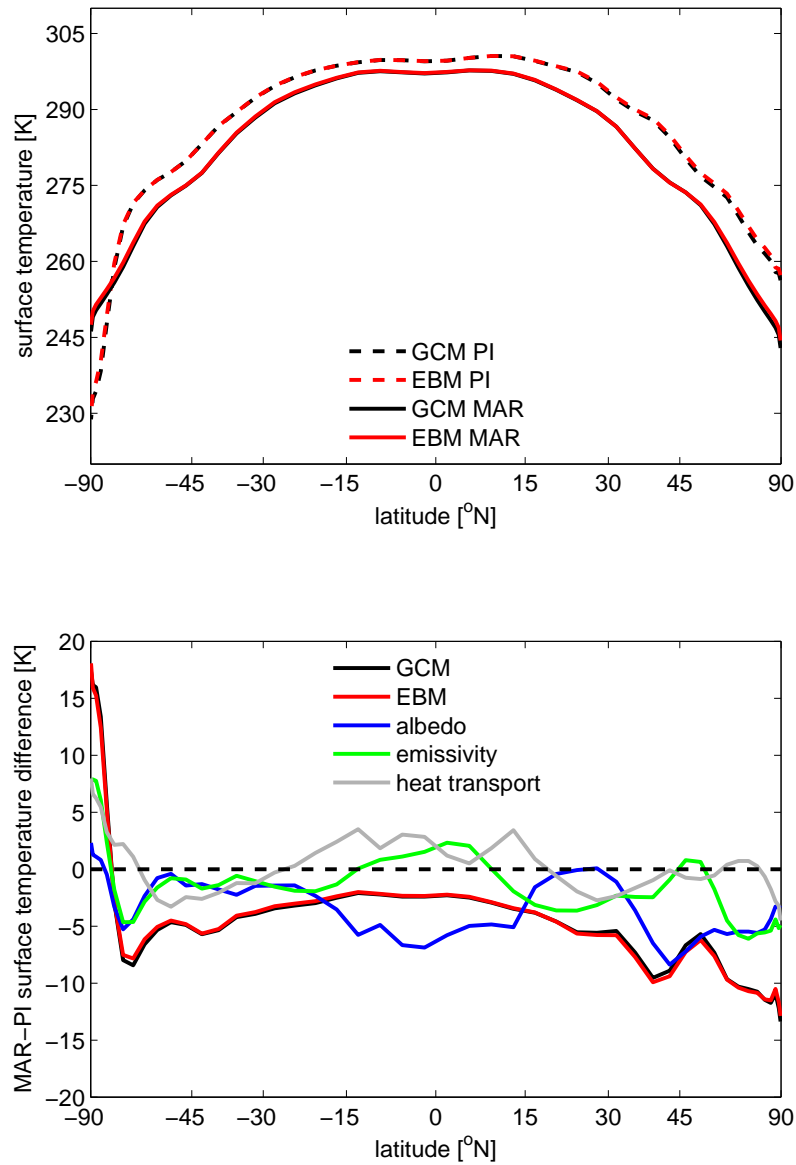 305
290
275
260
245
230
surface temperature [K]
GCM PI
EBM PI
GCM MAR
EBM MAR
−90 −45 −30 −15 0 15 30 45 90
latitude [°N]
20
15
10
5
0
−5
−10
−15
−20
MAR−PI surface temperature difference [K]
GCM
EBM
albedo
emissivity
heat transport
−90 −45 −30 −15 0 15 30 45 90
latitude [°N]